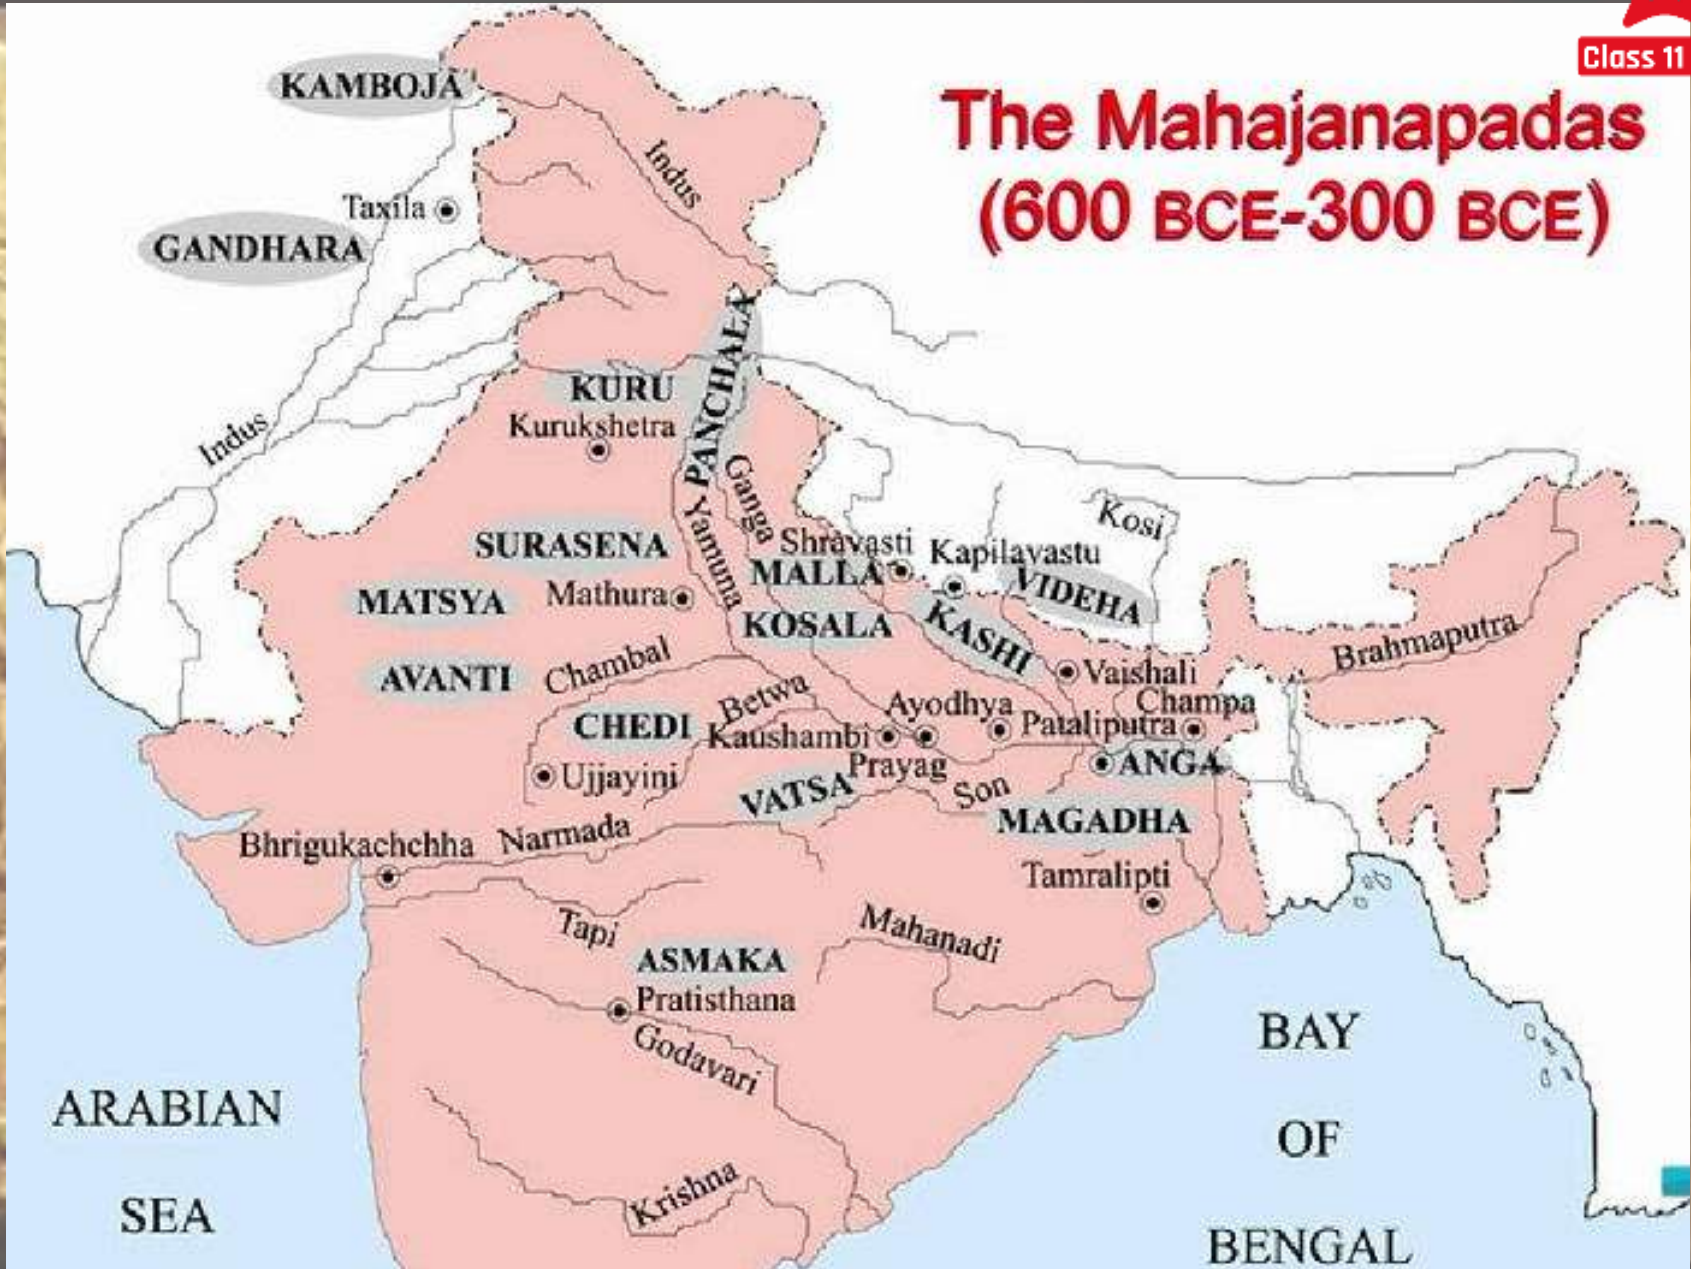 Class 11
The Mahajanapadas
(600 BCE-300 BCE)
KAMBOJA
Indus
Taxila
GANDHARA
PANCHALA
KURU
Kurukshetra
Indus
Ganga
Yamuna
Kosi
SURASENA
Shravasti
Kapilavastu
MALLA
VIDEHA
MATSYA
Mathura
KOSALA
KASHI
Brahmaputra
AVANTI
Chambal
Vaishali
Betwa
Ayodhya
Champa
CHEDI
Kaushambi
Pataliputra
Ujjayini
Prayag
ANGA
VATSA
Son
MAGADHA
Bhrigukachchha
Narmada
Tamralipti
Tapi
Mahanadi
ASMAKA
Pratisthana
Godavari
Krishna
ARABIAN
SEA
BAY
OF
BENGAL